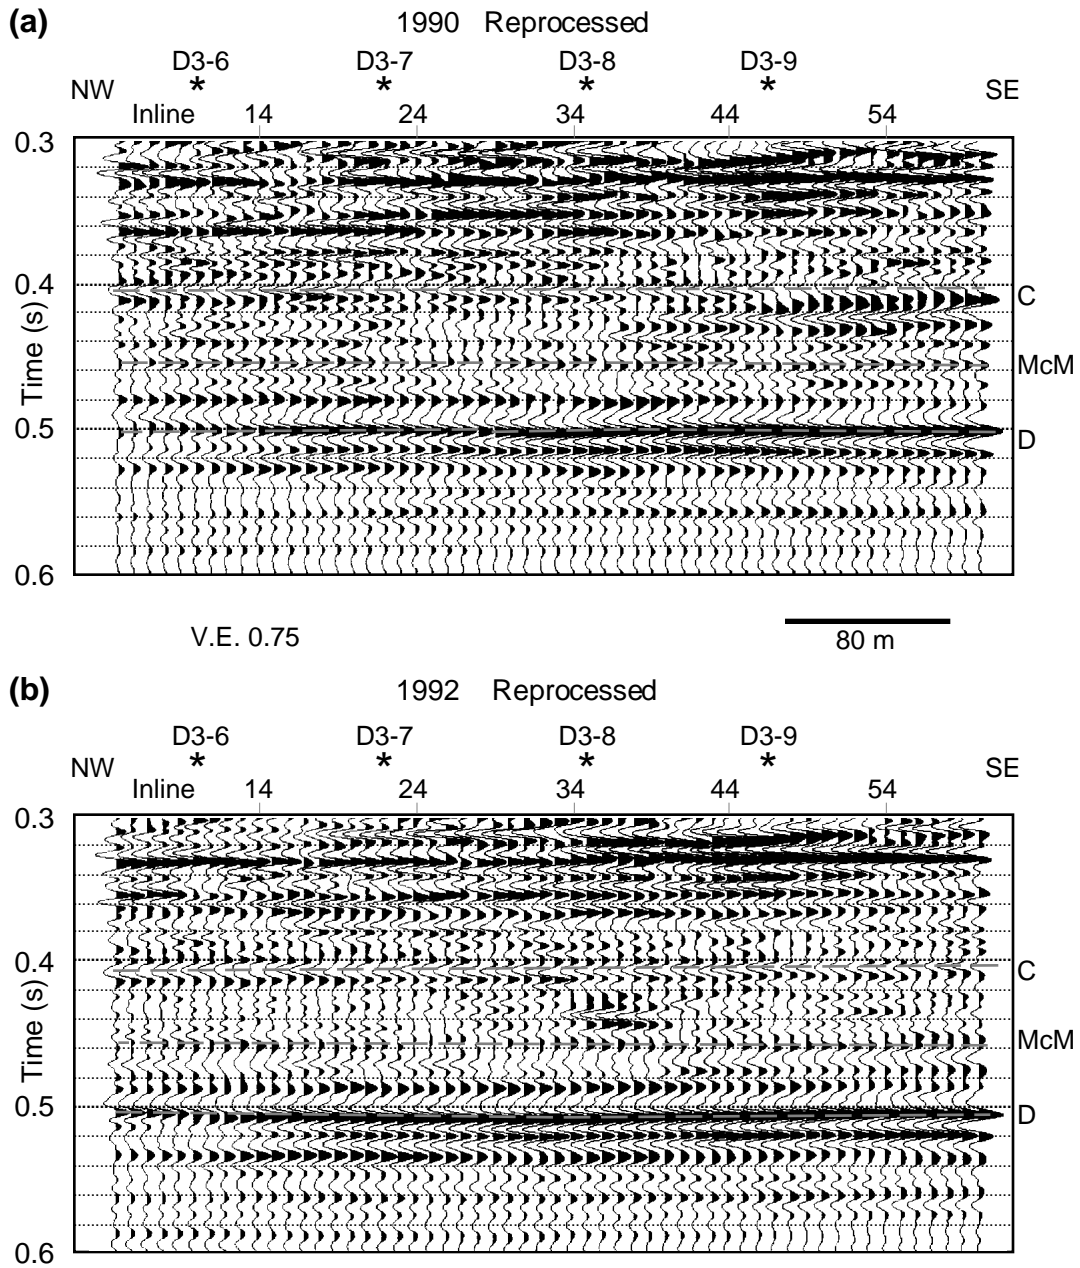 (a) 1990 Reprocessed
D3-6 D3-7 D3-8 D3-9
* * * *
NW SE
Inline 14 24 34 44 54
0.3
0.4
C
Time (s)
McM
0.5
D
0.6
V.E. 0.75
80 m
(b) 1992 Reprocessed
D3-6 D3-7 D3-8 D3-9
* * * *
NW SE
Inline 14 24 34 44 54
0.3
0.4
C
Time (s)
McM
0.5
D
0.6